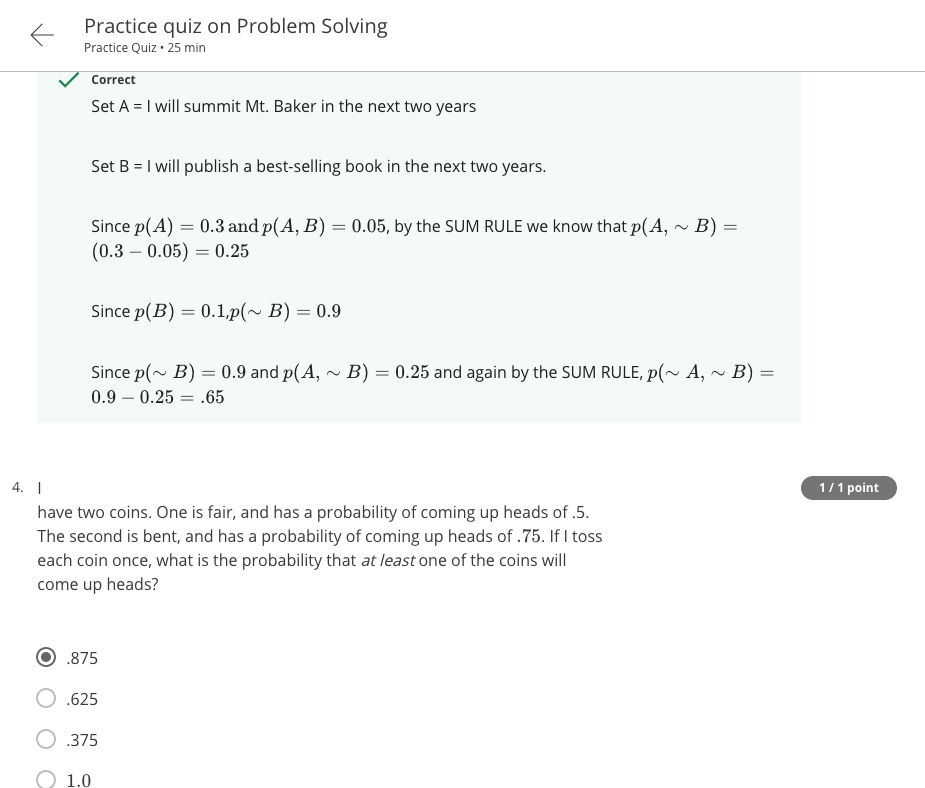 Practice quiz on Problem Solving
Practice Quiz • 25 min
Correct
Set A = I will summit Mt. Baker in the next two years
Set B = I will publish a best-selling book in the next two years.
Since p(A) = 0.3 and p(A, B) = 0.05, by the SUM RULE we know that p(A, ∼ B) =
(0.3 − 0.05) = 0.25
Since p(B) = 0.1,p(∼ B) = 0.9
Since p(∼ B) = 0.9 and p(A, ∼ B) = 0.25 and again by the SUM RULE, p(∼ A, ∼ B) =
0.9 − 0.25 = .65
4. I
1 / 1 point
have two coins. One is fair, and has a probability of coming up heads of .5.
The second is bent, and has a probability of coming up heads of .75. If I toss
each coin once, what is the probability that at least one of the coins will
come up heads?
.875
.625
.375
1.0